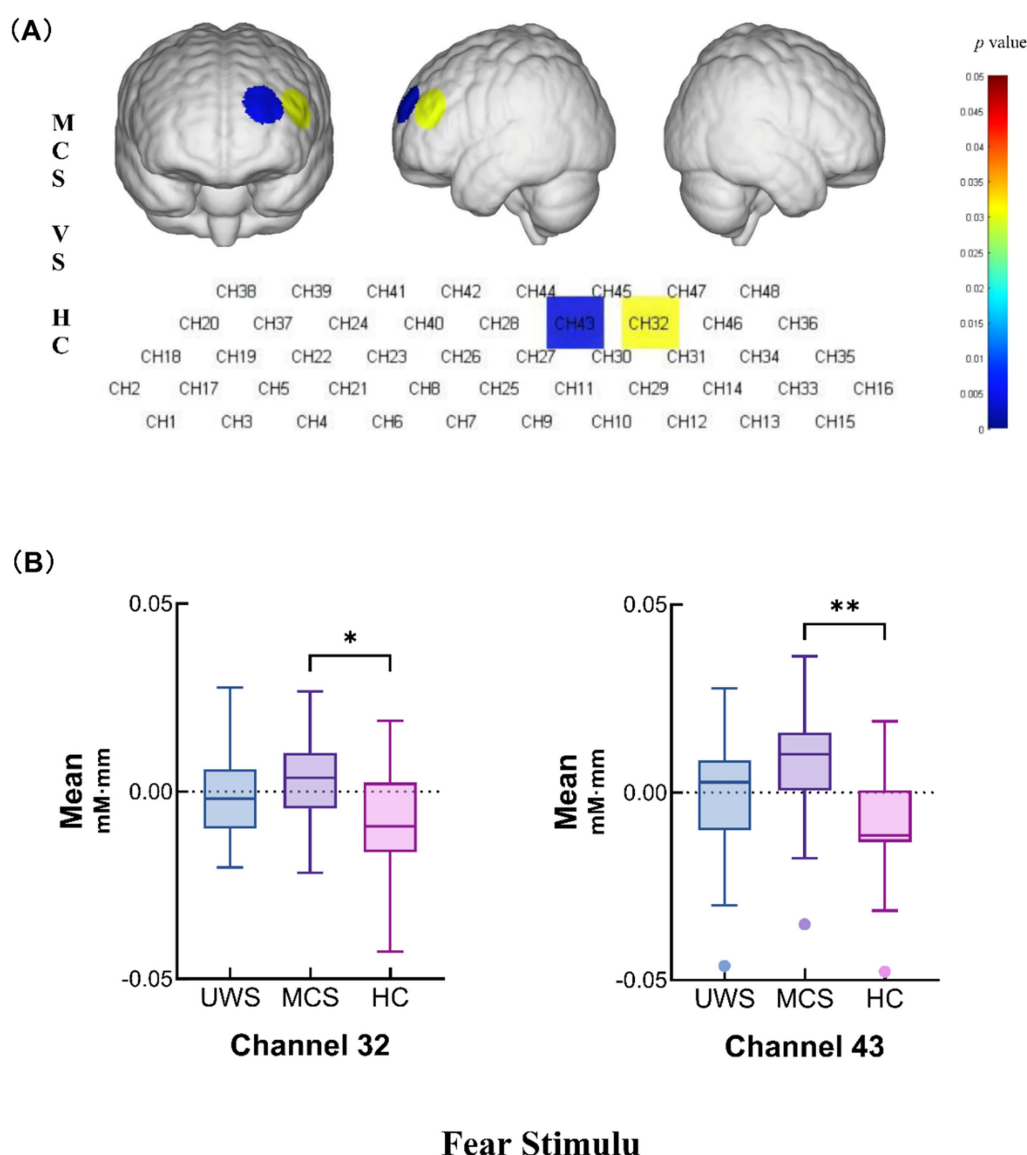 (A)
p value
M
C
S
V
S
H
C
0.05
0.045
0.04
0.035
0.03
0.025
0.02
0.015
0.01
0.005
0
CH38 CH39 CH41 CH42 CH44 CH45 CH47 CH48
CH20 CH37 CH24 CH40 CH28 CH43 CH32 CH46 CH36
CH18 CH19 CH22 CH23 CH26 CH27 CH30 CH31 CH34 CH35
CH2 CH17 CH5 CH21 CH8 CH25 CH11 CH29 CH14 CH33 CH16
CH1 CH3 CH4 CH6 CH7 CH9 CH10 CH12 CH13 CH15
(B)
0.05
0.00
-0.05
Mean
mM·mm
*
UWS MCS HC
Channel 32
0.05
0.00
-0.05
Mean
mM·mm
**
UWS MCS HC
Channel 43
Fear Stimulu